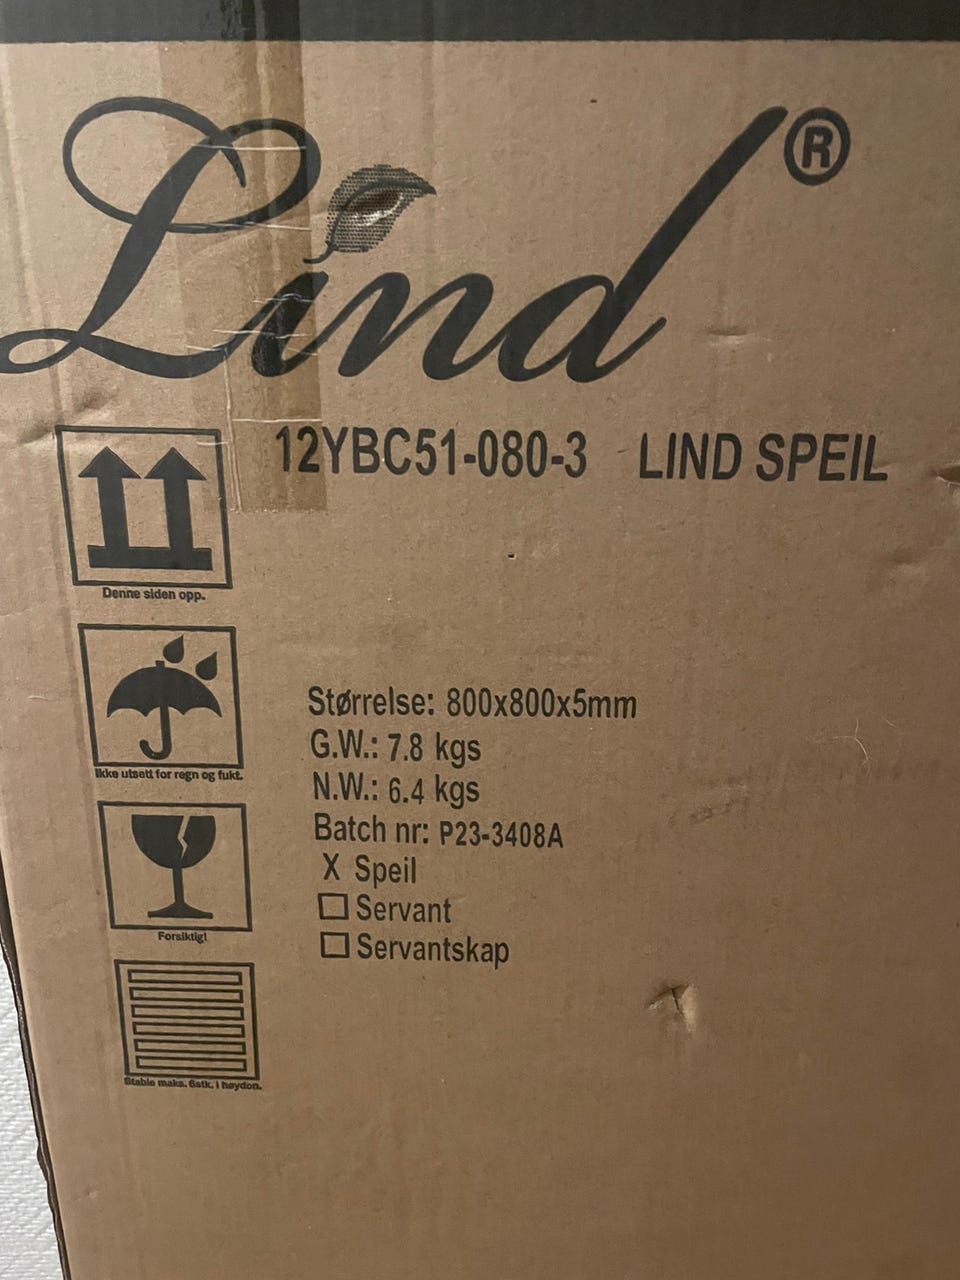 Lind®
12YBC51-080-3 LIND SPEIL
Denne siden opp.
Ikke utsett for regn og fukt.
Størrelse: 800x800x5mm
G.W.: 7.8 kgs
N.W.: 6.4 kgs
Batch nr: P23-3408A
X Speil
Servant
Servantskap
Forsiktig!
Stable maks. 6stk. i høyden.